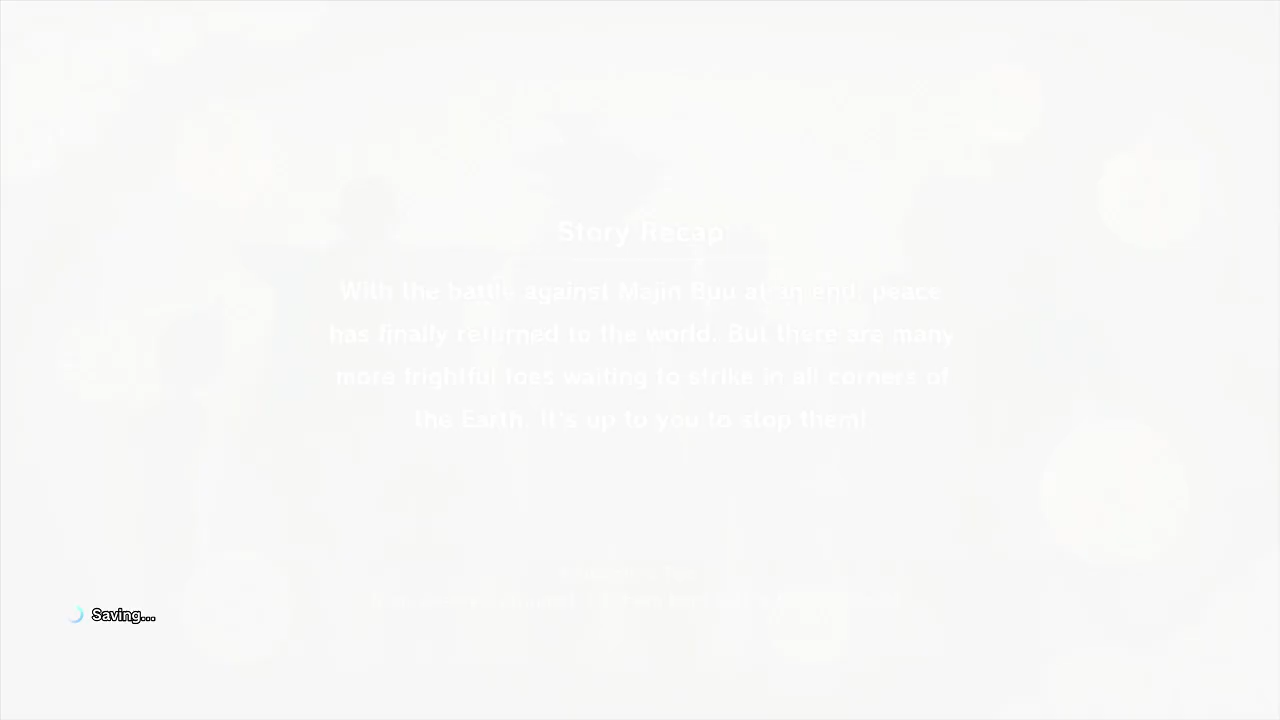 Story Recap
With the battle against Majin Buu at an end, peace
has finally returned to the world. But there are many
more frightful foes waiting to strike in all corners of
the Earth. It's up to you to stop them!
Saving...